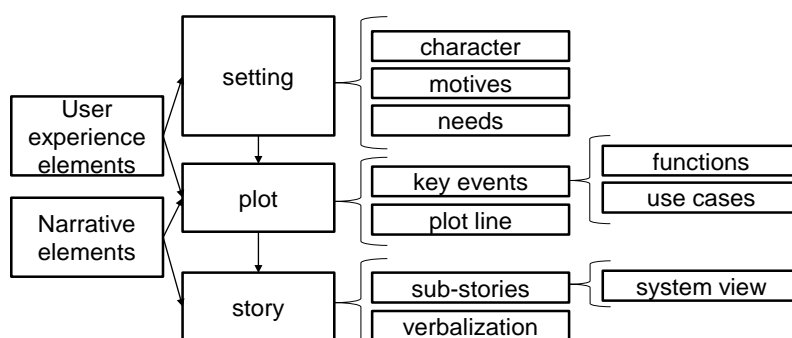 setting
character
motives
needs
User
experience
elements
plot
key events
plot line
functions
use cases
Narrative
elements
story
sub-stories
verbalization
system view